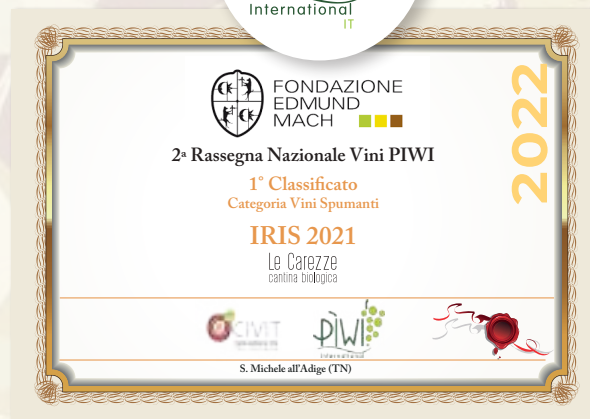 International
IT
FONDAZIONE
EDMUND
MACH
2022
2ª Rassegna Nazionale Vini PIWI
1° Classificato
Categoria Vini Spumanti
IRIS 2021
Le Carezze
cantina biologica
CIVIT
PÌWI
International
S. Michele all'Adige (TN)